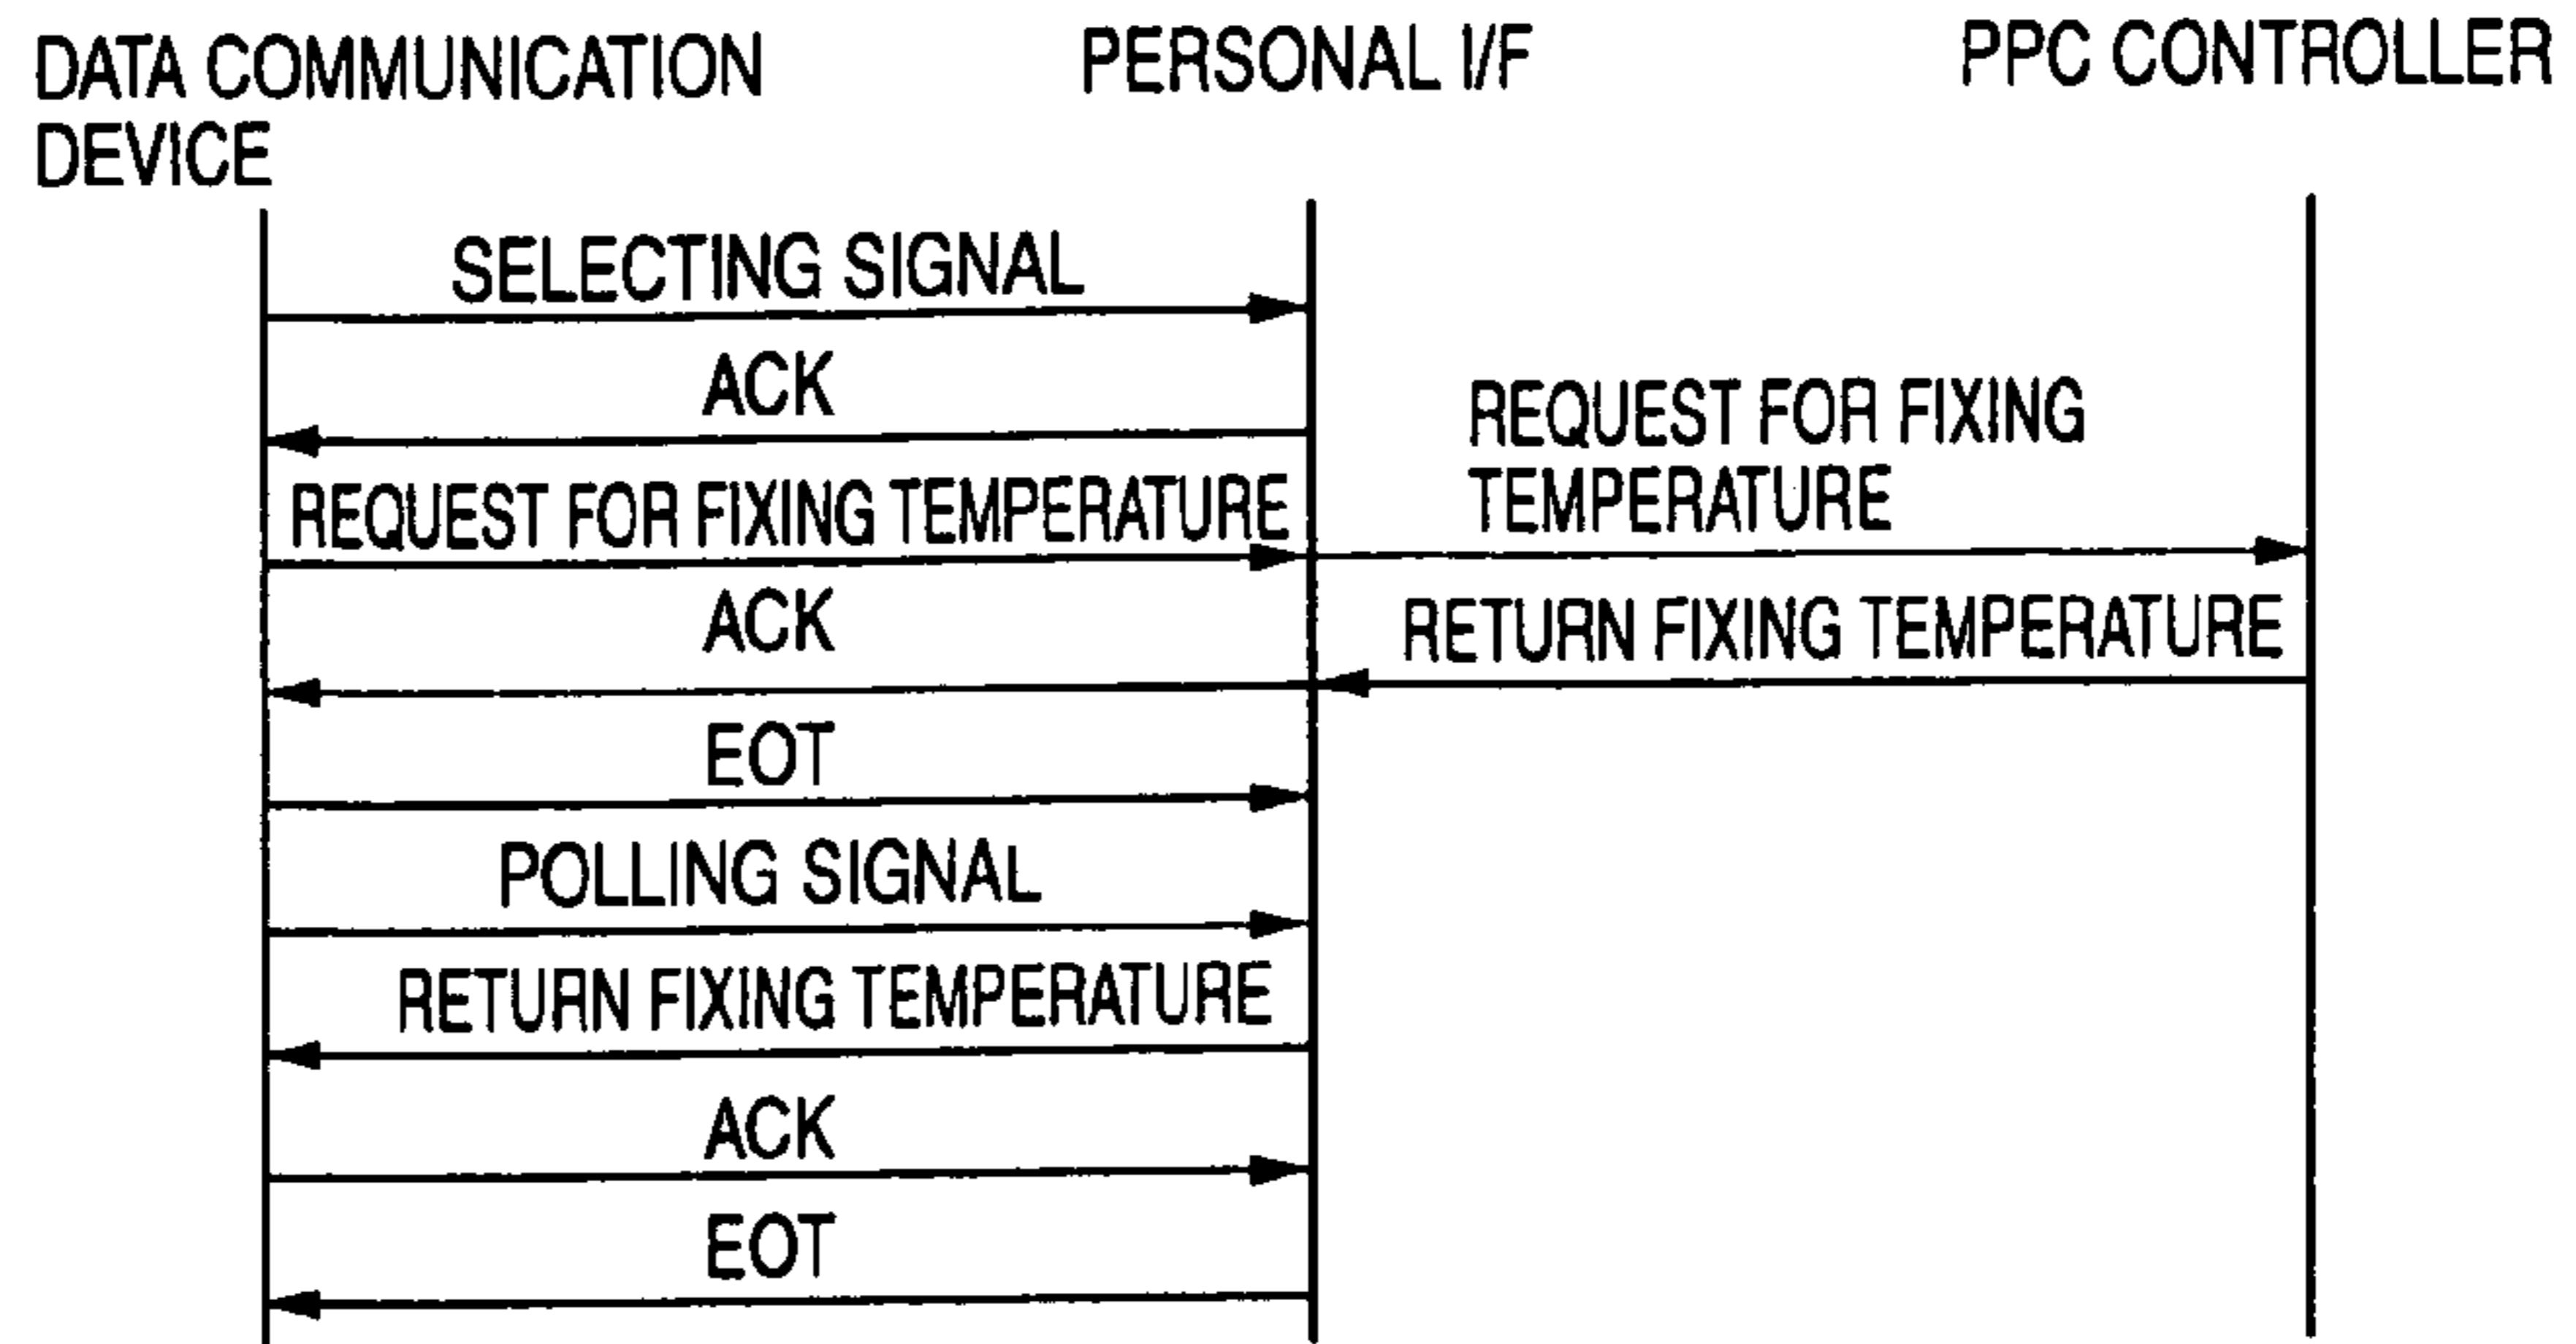 DATA COMMUNICATION
DEVICE
PERSONAL I/F
PPC CONTROLLER
SELECTING SIGNAL
ACK
REQUEST FOR FIXING
TEMPERATURE
REQUEST FOR FIXING TEMPERATURE
ACK
RETURN FIXING TEMPERATURE
EOT
POLLING SIGNAL
RETURN FIXING TEMPERATURE
ACK
EOT